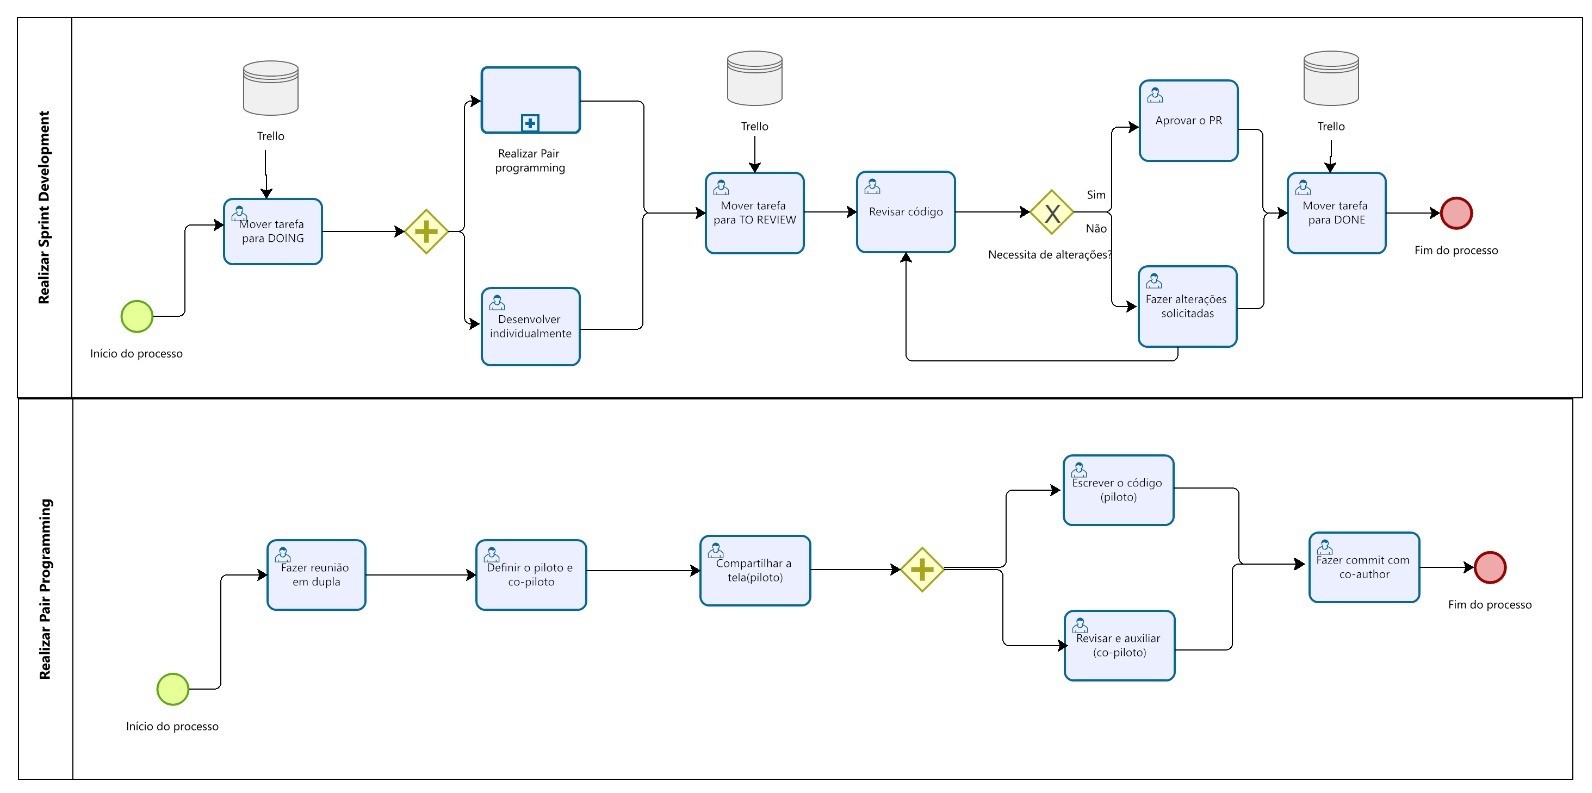 Realizar Sprint Development
Trello
Mover tarefa
para DOING
Início do processo
Realizar Pair
programming
Desenvolver
individualmente
Trello
Mover tarefa
para TO REVIEW
Revisar código
X
Sim
Não
Necessita de alterações?
Aprovar o PR
Fazer alterações
solicitadas
Trello
Mover tarefa
para DONE
Fim do processo
Realizar Pair Programming
Início do processo
Fazer reunião
em dupla
Definir o piloto e
co-piloto
Compartilhar a
tela(piloto)
Escrever o código
(piloto)
Revisar e auxiliar
(co-piloto)
Fazer commit com
co-author
Fim do processo